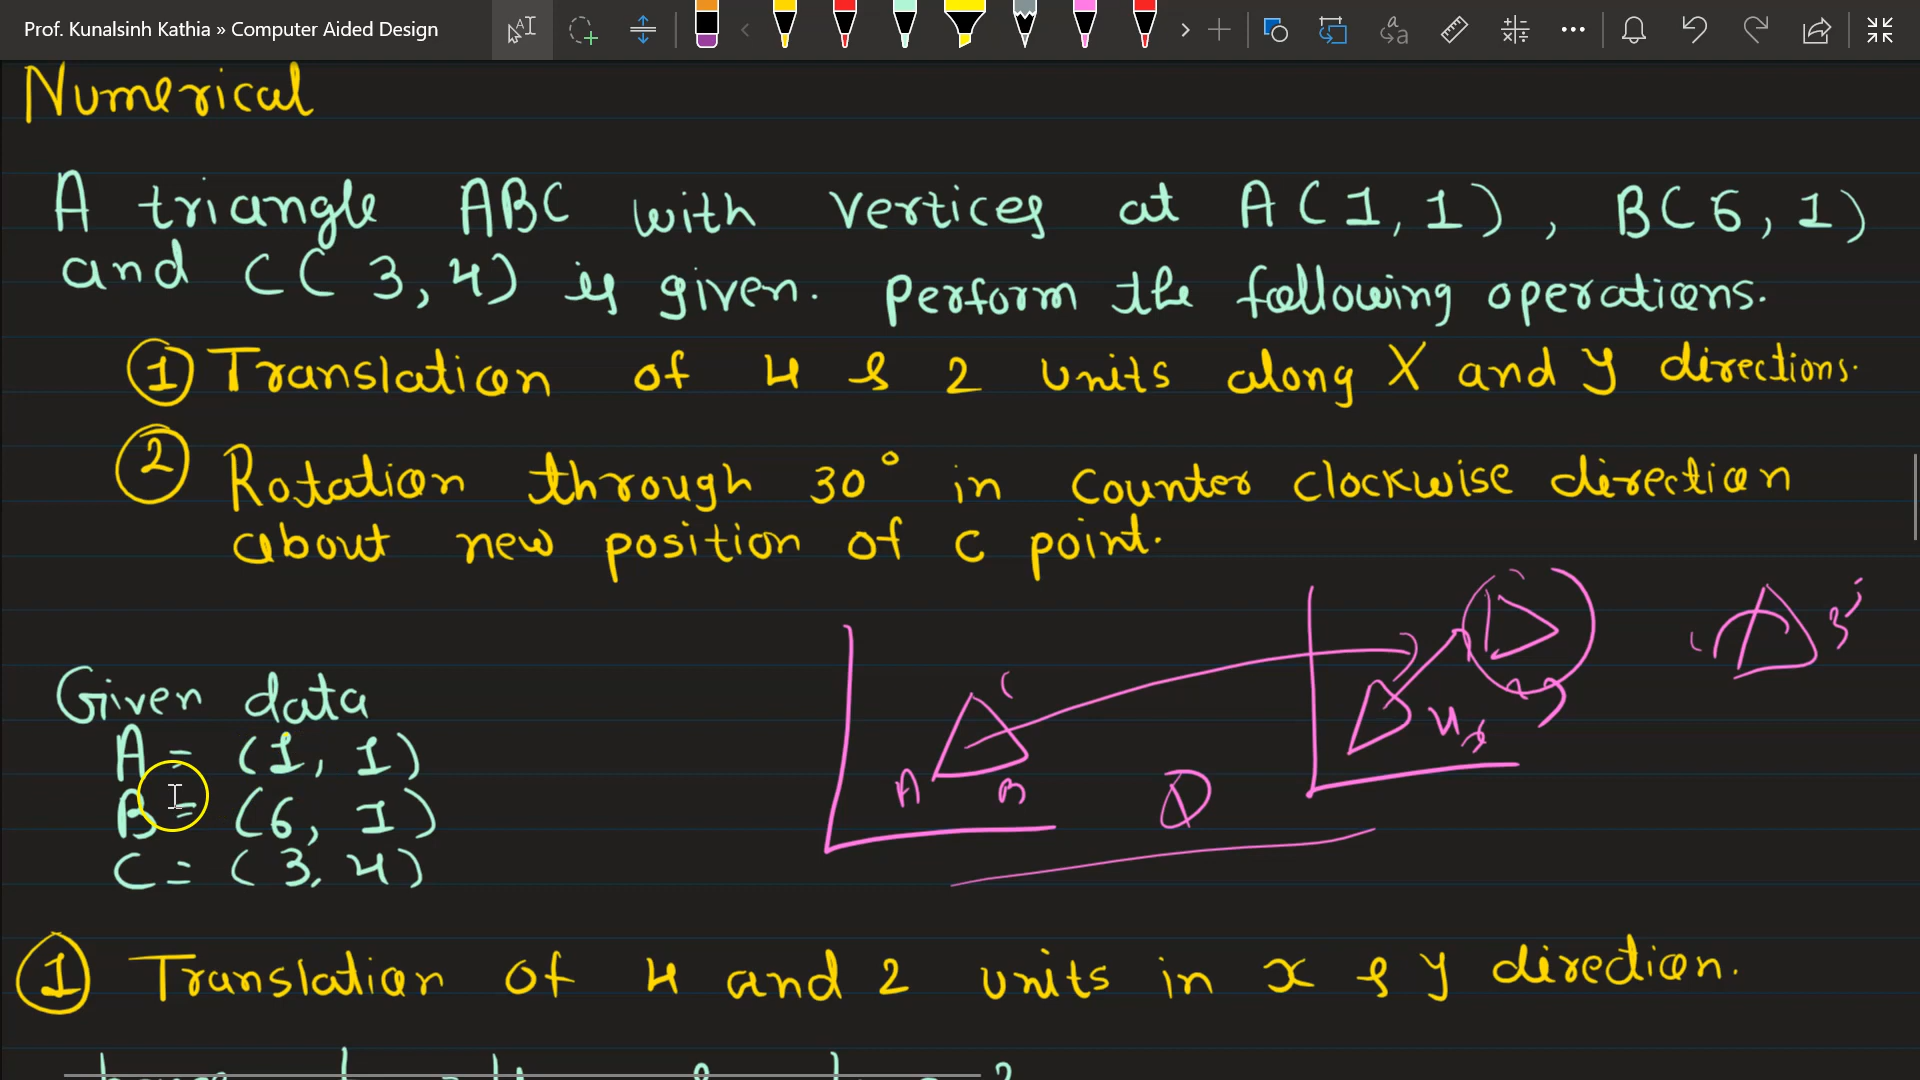 Prof. Kunalsinh Kathia » Computer Aided Design
Numerical
A triangle ABC with vertices at A(1,1), B(6,1)
and C(3,4) is given. Perform the following operations.
① Translation of 4 & 2 units along X and Y directions.
② Rotation through 30° in counter clockwise direction
about new position of C point.
Given data
A = (1, 1)
B = (6, 1)
C = (3, 4)
C
A B
①
① Translation of 4 and 2 units in x & y direction.